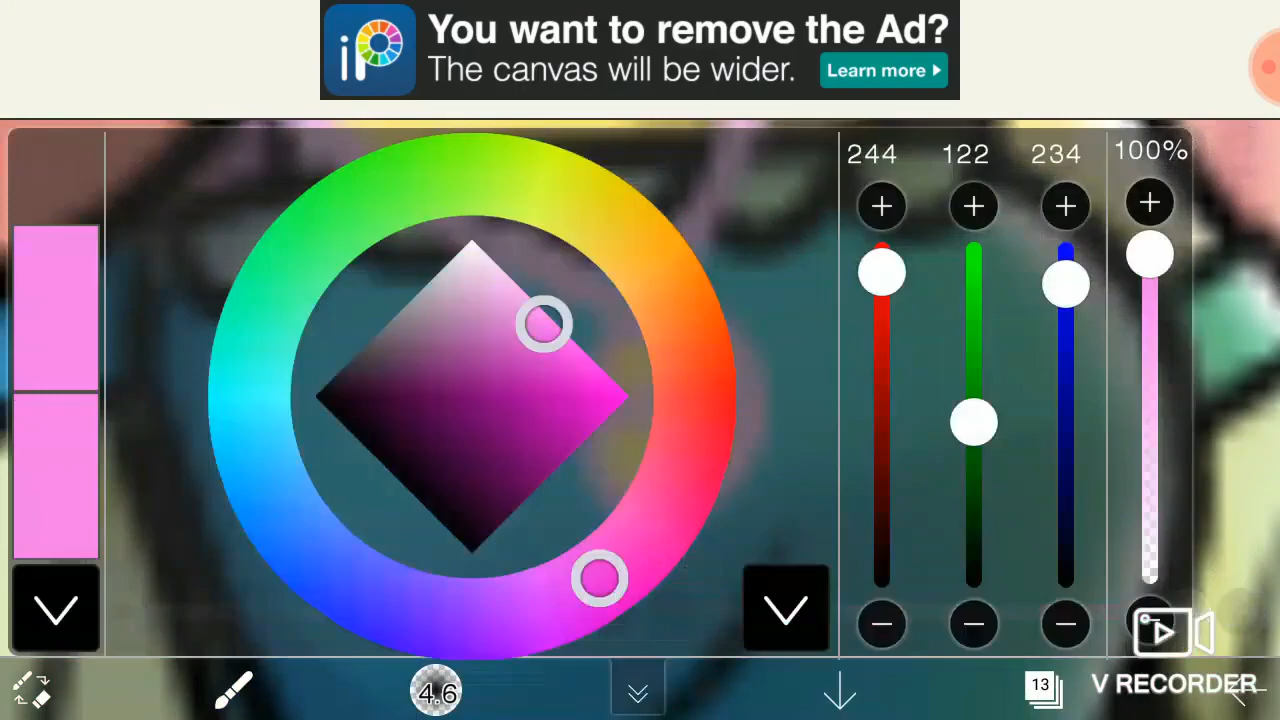 iP
You want to remove the Ad?
The canvas will be wider.
Learn more
244 122 234 100%
4.6
13
V RECORDER